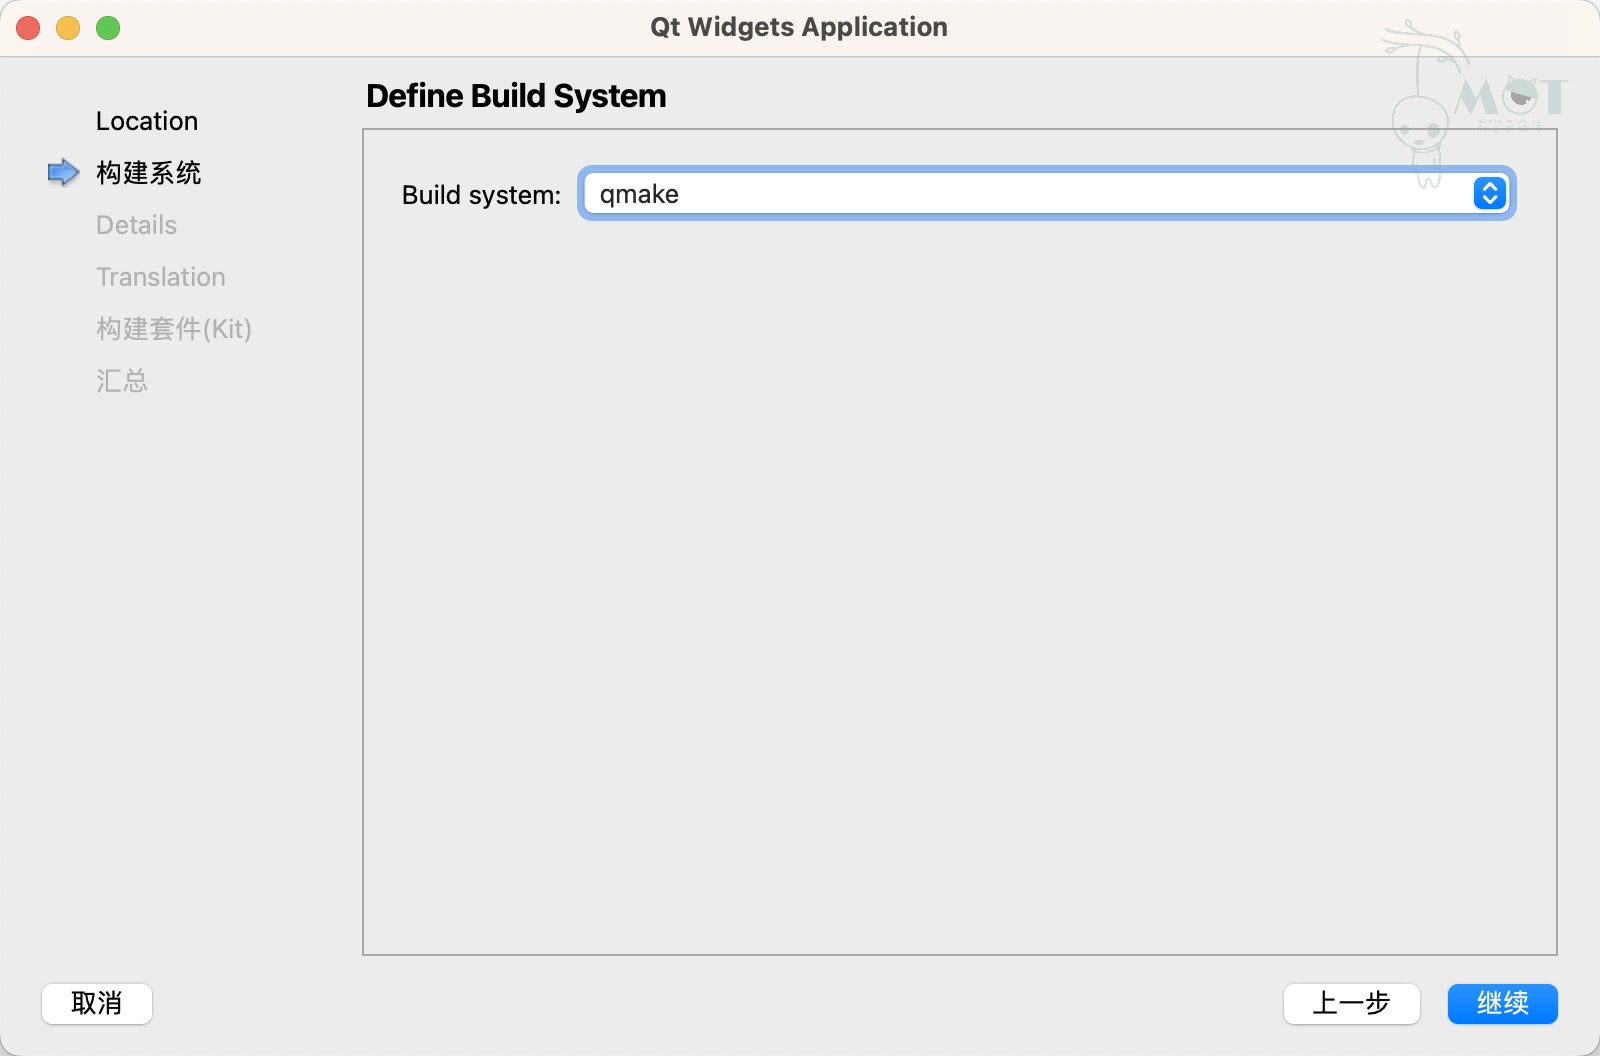 Qt Widgets Application
Define Build System
Location
构建系统
Details
Translation
构建套件(Kit)
汇总
Build system: qmake
MOT
取消
上一步
继续